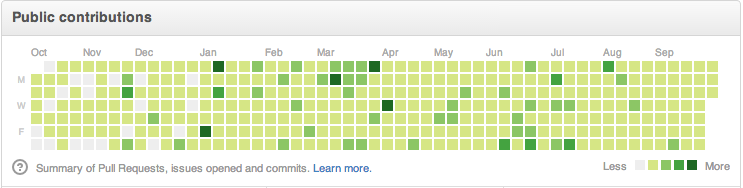 Public contributions
Oct Nov Dec Jan Feb Mar Apr May Jun Jul Aug Sep
M
W
F
? Summary of Pull Requests, issues opened and commits. Learn more. Less More